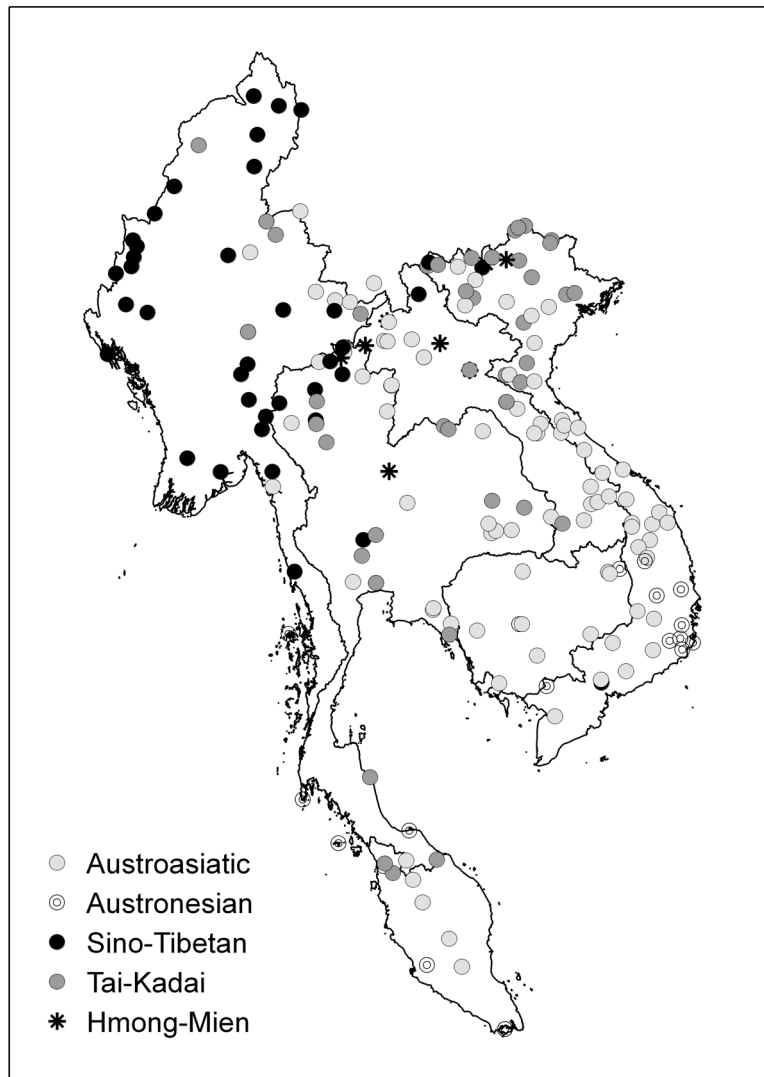 Austroasiatic
Austronesian
Sino-Tibetan
Tai-Kadai
Hmong-Mien